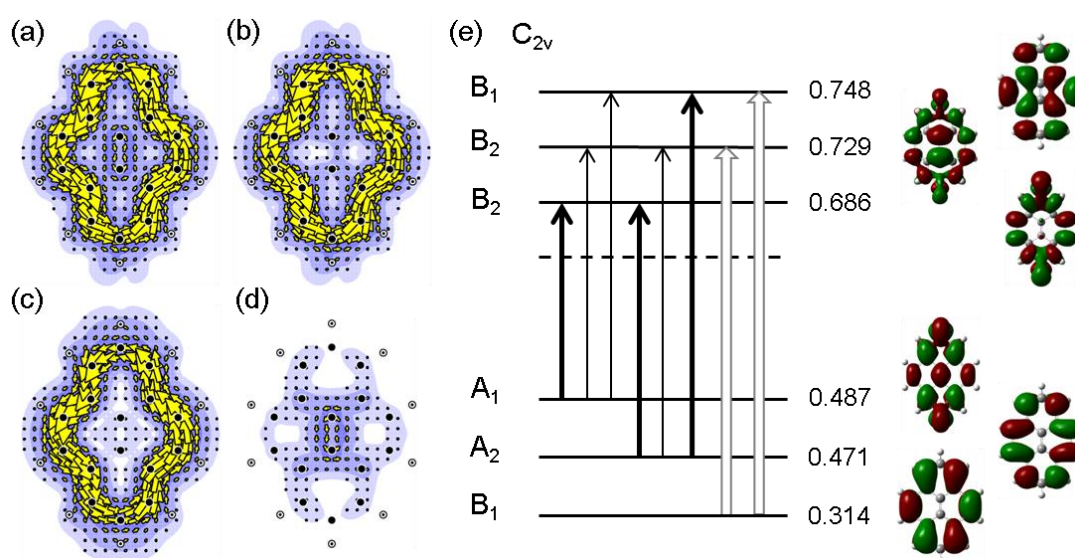 (a)
(b)
(c)
(d)
(e) C2v
B1 0.748
B2 0.729
B2 0.686
A1 0.487
A2 0.471
B1 0.314